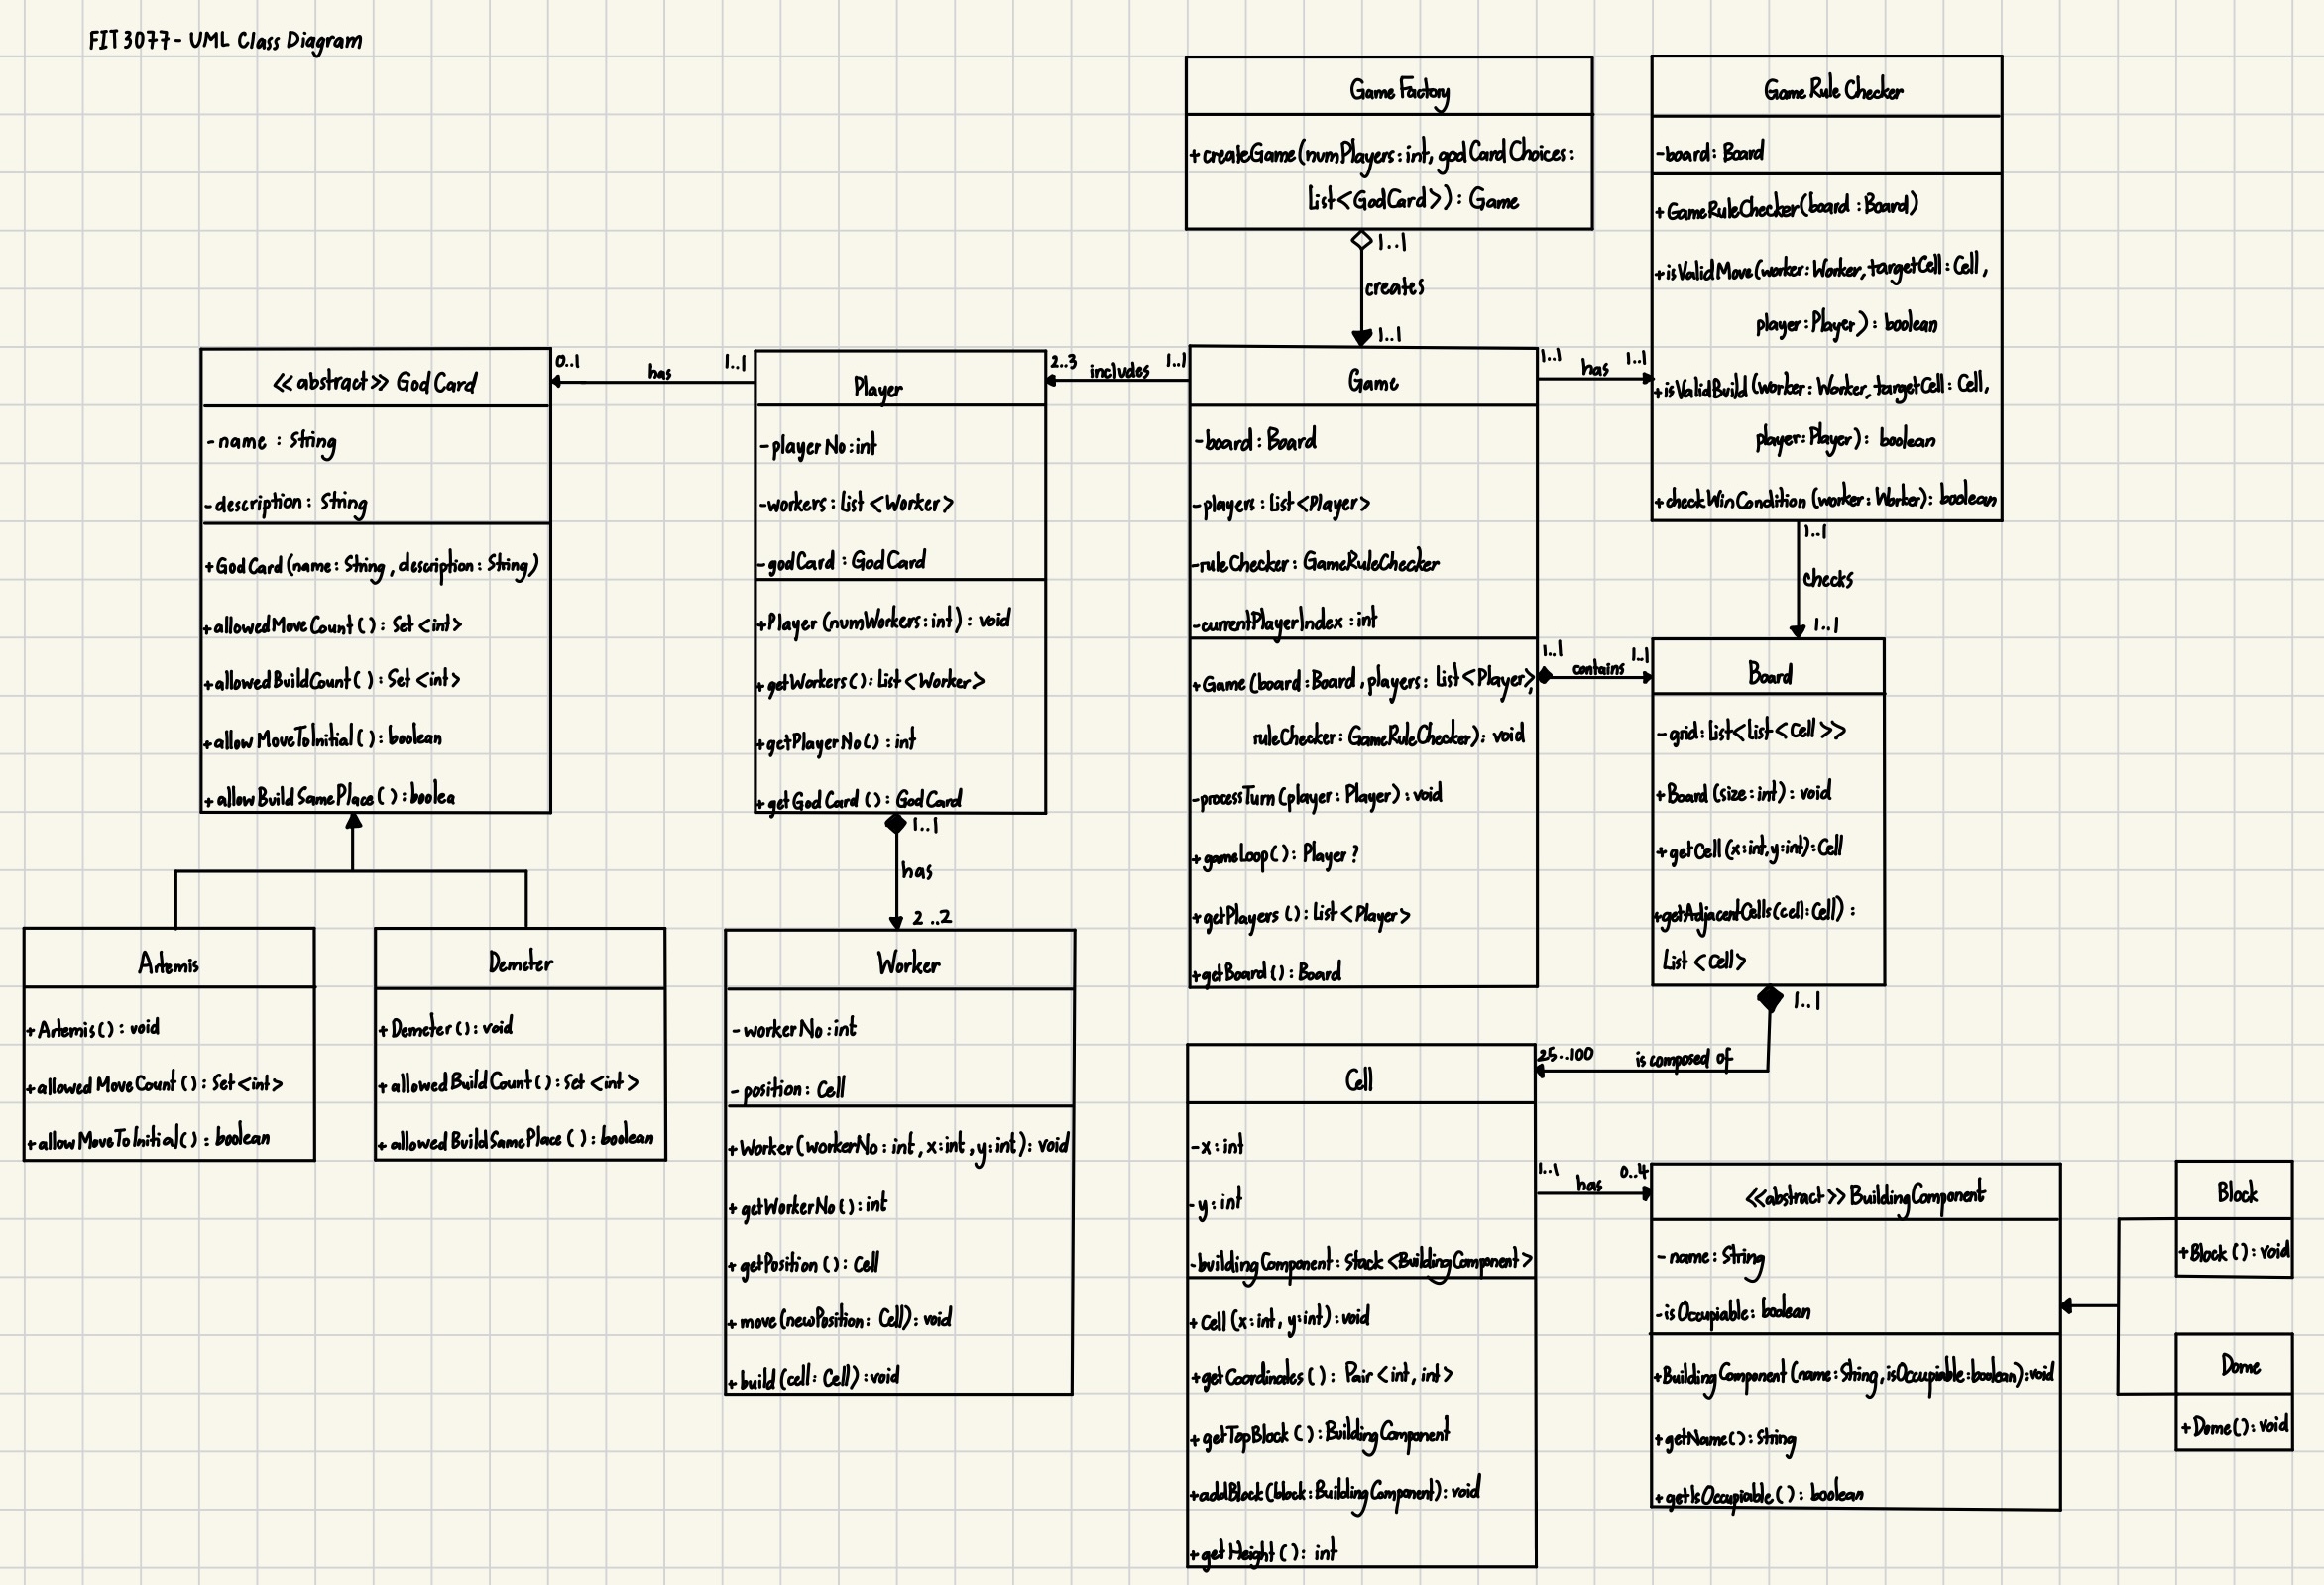 FIT3077 - UML Class Diagram
GameFactory
+createGame(numPlayers:int, godCardChoices:
List<GodCard>): Game
1..1
creates
1..1
GameRuleChecker
-board: Board
+GameRuleChecker(board:Board)
+isValidMove(worker:Worker, targetCell:Cell,
player:Player): boolean
+isValidBuild(worker:Worker, targetCell:Cell,
player:Player): boolean
+checkWinCondition(worker:Worker): boolean
1..1
checks
1..1
<<abstract>> GodCard
-name : String
-description: String
+GodCard(name:String, description:String)
+allowedMoveCount(): Set<int>
+allowedBuildCount(): Set<int>
+allowMoveToInitial(): boolean
+allowBuildSamePlace(): boolea
0..1
has
1..1
Player
-playerNo:int
-workers: List<Worker>
-godCard: GodCard
+Player(numWorkers:int): void
+getWorkers(): List<Worker>
+getPlayerNo(): int
+getGodCard(): GodCard
1..1
has
2..2
2..3
includes
1..1
Game
-board: Board
-players: List<Player>
-ruleChecker: GameRuleChecker
-currentPlayerIndex: int
+Game(board:Board, players: List<Player>,
ruleChecker: GameRuleChecker): void
-processTurn(player: Player): void
+gameLoop(): Player?
+getPlayers(): List<Player>
+getBoard(): Board
1..1
has
1..1
1..1
contains
1..1
Board
-grid: List<List<Cell>>
+Board(size:int): void
+getCell(x:int,y:int):Cell
+getAdjacentCells(cell:Cell):
List<Cell>
1..1
is composed of
25..100
Artemis
+Artemis(): void
+allowedMoveCount(): Set<int>
+allowMoveToInitial(): boolean
Demeter
+Demeter(): void
+allowedBuildCount(): Set<int>
+allowedBuildSamePlace(): boolean
Worker
-workerNo:int
-position: Cell
+Worker(workerNo:int, x:int, y:int): void
+getWorkerNo(): int
+getPosition(): Cell
+move(newPosition: Cell): void
+build(cell: Cell): void
Cell
-x: int
-y: int
-buildingComponent: Stack<BuildingComponent>
+Cell(x:int, y:int): void
+getCoordinates(): Pair<int, int>
+getTopBlock(): BuildingComponent
+addBlock(block: BuildingComponent): void
+getHeight(): int
1..1
has
0..4
<<abstract>> BuildingComponent
-name: String
-isOccupiable: boolean
+BuildingComponent(name:String, isOccupiable:boolean):void
+getName(): String
+getIsOccupiable(): boolean
Block
+Block(): void
Dome
+Dome(): void